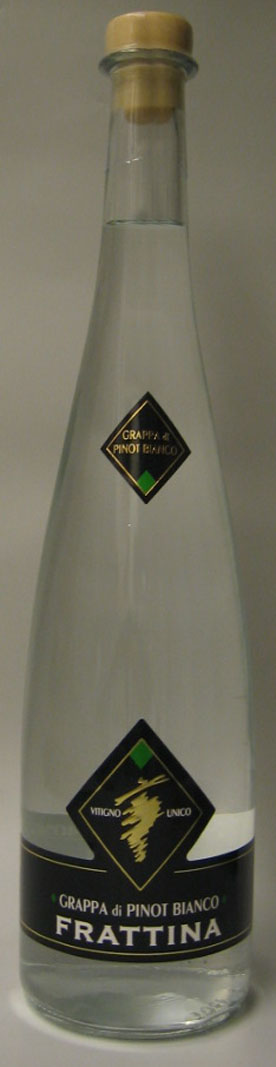 GRAPPA di
PINOT BIANCO
VITIGNO UNICO
GRAPPA di PINOT BIANCO
FRATTINA